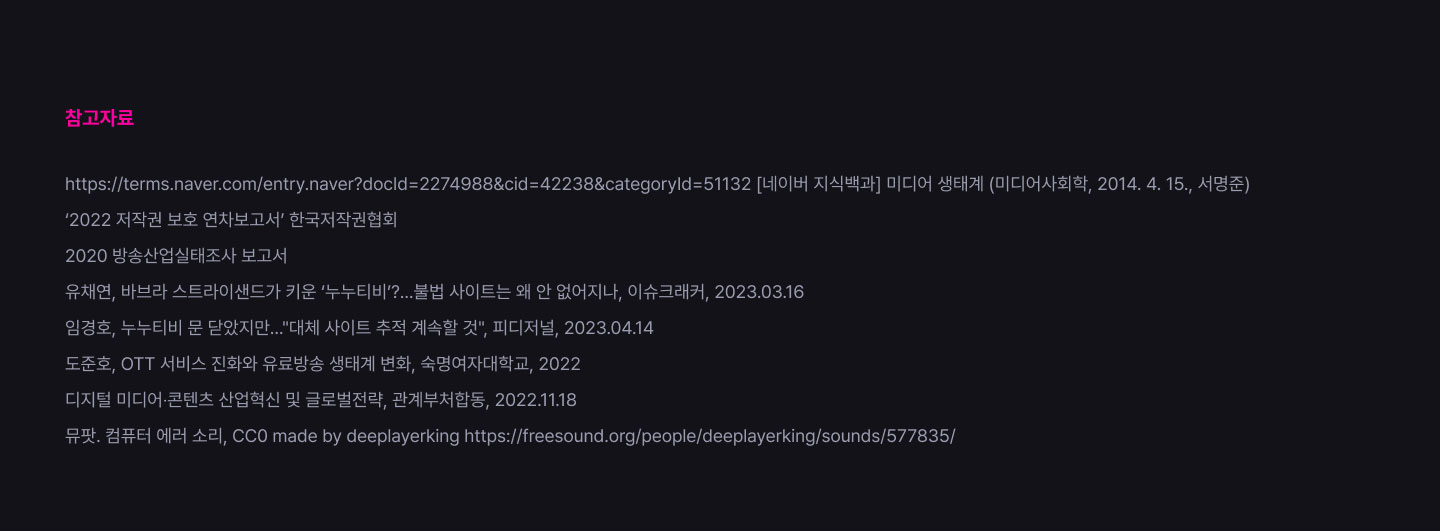 참고자료
https://terms.naver.com/entry.naver?docId=2274988&cid=42238&categoryId=51132 [네이버 지식백과] 미디어 생태계 (미디어사회학, 2014. 4. 15., 서명준)
‘2022 저작권 보호 연차보고서’ 한국저작권협회
2020 방송산업실태조사 보고서
유채연, 바브라 스트라이샌드가 키운 ‘누누티비’?...불법 사이트는 왜 안 없어지나, 이슈크래커, 2023.03.16
임경호, 누누티비 문 닫았지만..."대체 사이트 추적 계속할 것", 피디저널, 2023.04.14
도준호, OTT 서비스 진화와 유료방송 생태계 변화, 숙명여자대학교, 2022
디지털 미디어·콘텐츠 산업혁신 및 글로벌전략, 관계부처합동, 2022.11.18
뮤팟. 컴퓨터 에러 소리, CC0 made by deeplayerking https://freesound.org/people/deeplayerking/sounds/577835/